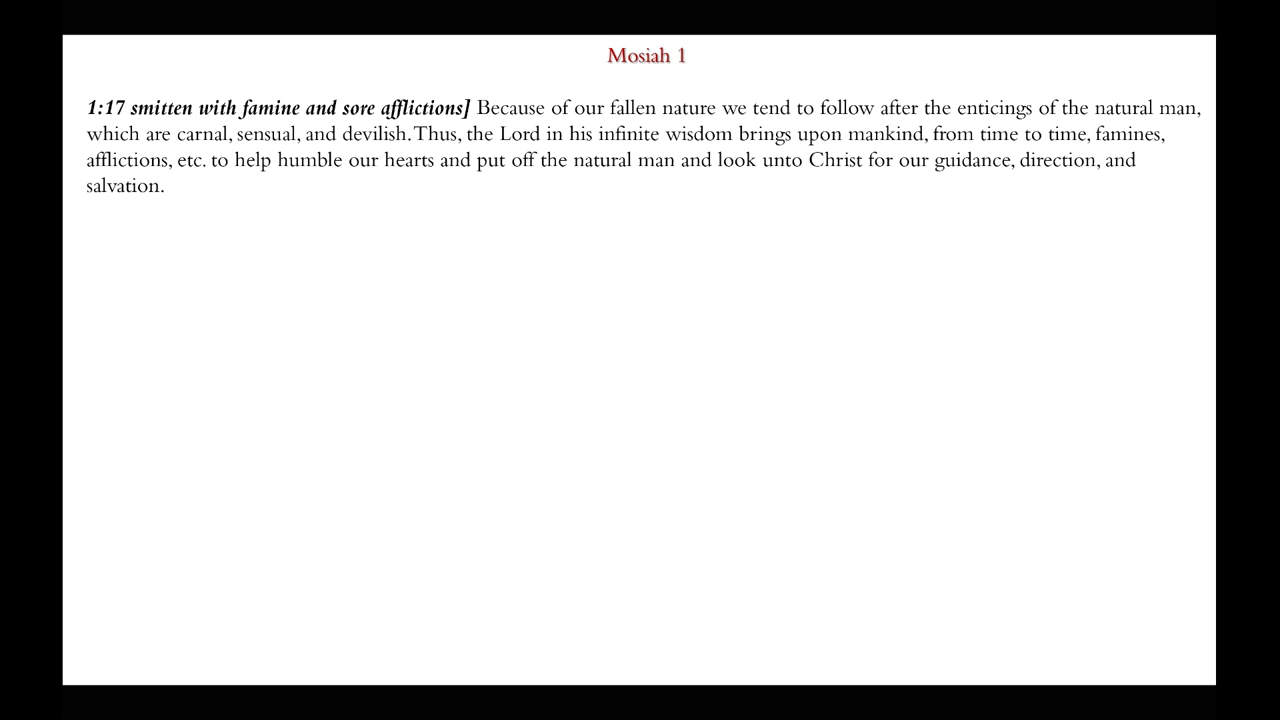 Mosiah 1
1:17 smitten with famine and sore afflictions] Because of our fallen nature we tend to follow after the enticings of the natural man,
which are carnal, sensual, and devilish. Thus, the Lord in his infinite wisdom brings upon mankind, from time to time, famines,
afflictions, etc. to help humble our hearts and put off the natural man and look unto Christ for our guidance, direction, and
salvation.